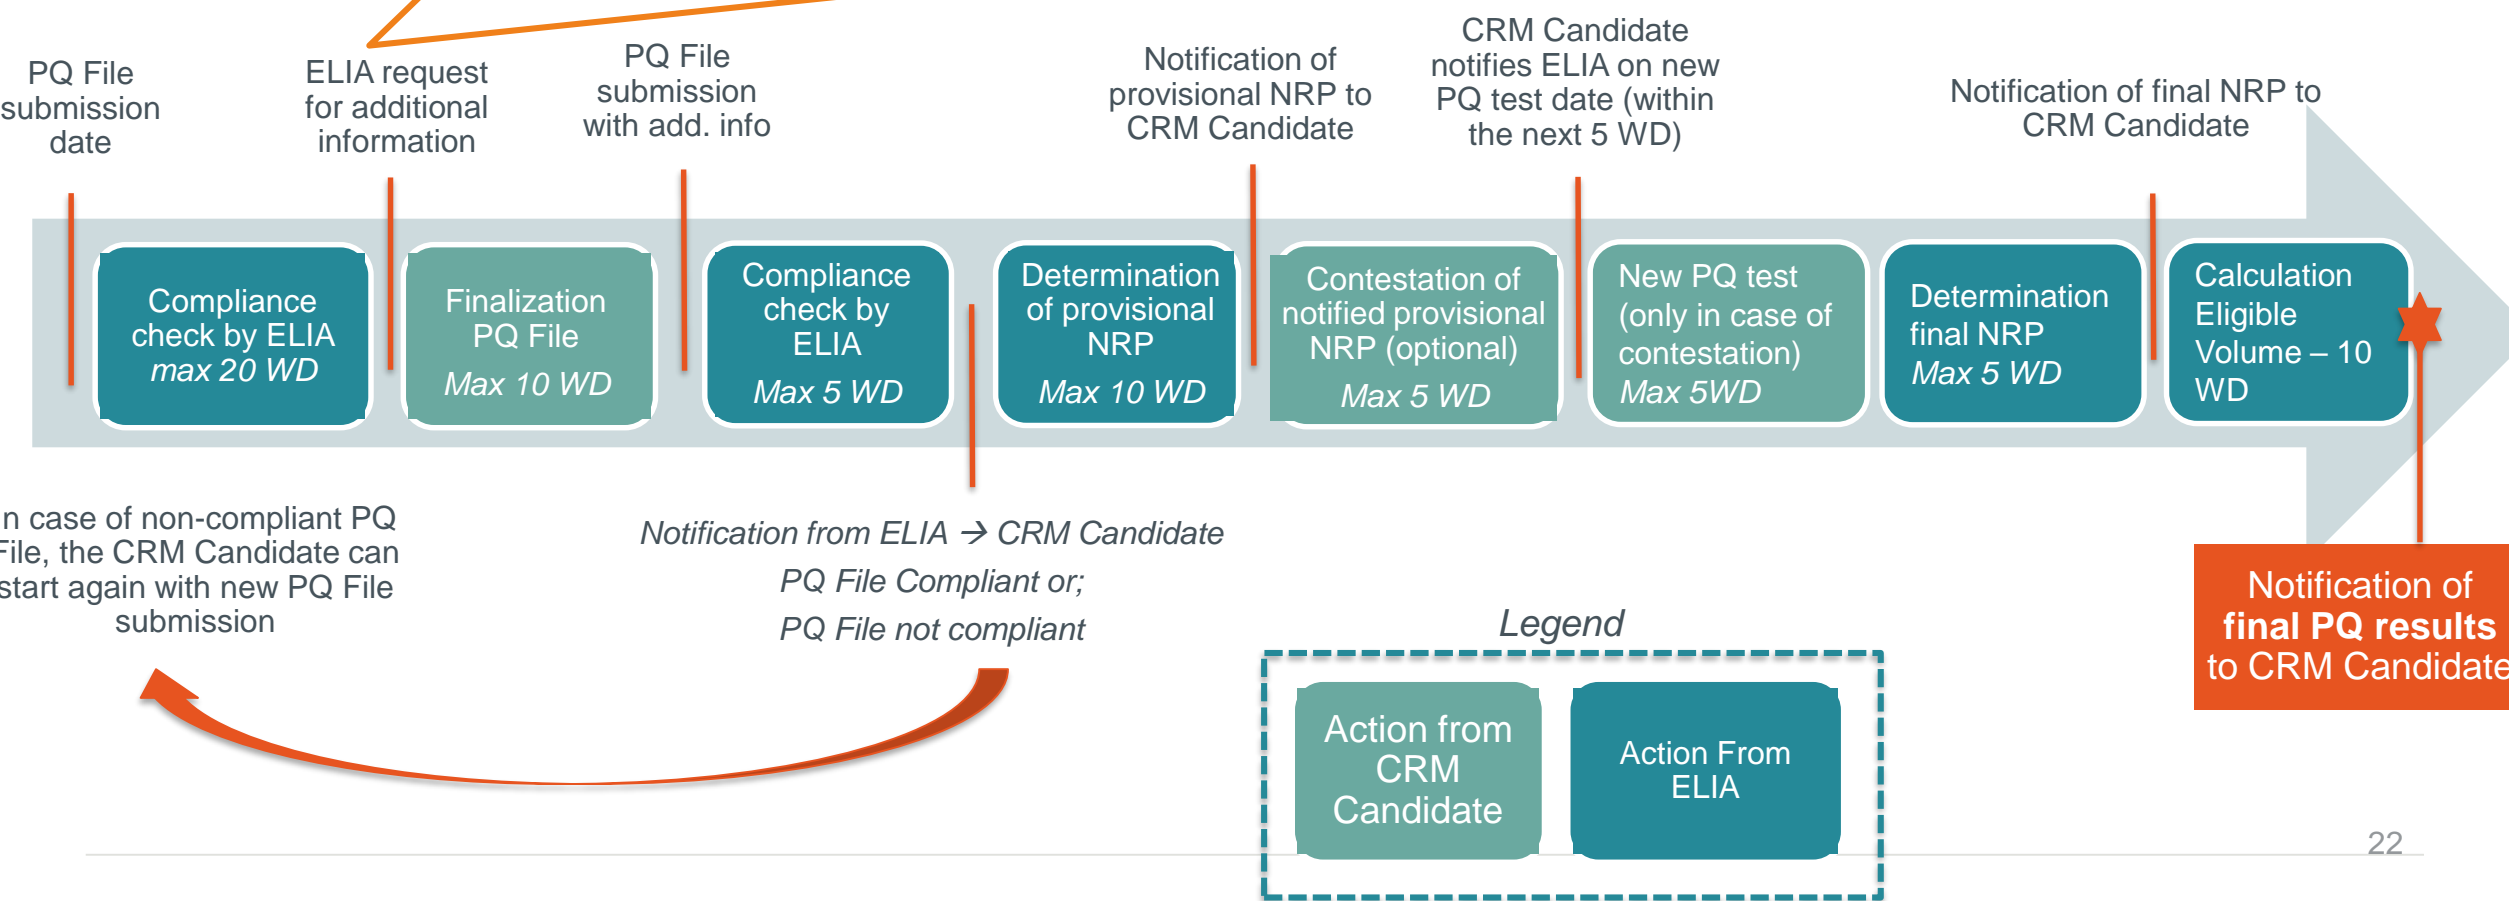 PQ File
submission
date
ELIA request
for additional
information
PQ File
submission
with add. info
Notification of
provisional NRP to
CRM Candidate
CRM Candidate
notifies ELIA on new
PQ test date (within
the next 5 WD)
Notification of final NRP to
CRM Candidate
Compliance
check by ELIA
max 20 WD
Finalization
PQ File
Max 10 WD
Compliance
check by
ELIA
Max 5 WD
Determination
of provisional
NRP
Max 10 WD
Contestation of
notified provisional
NRP (optional)
Max 5 WD
New PQ test
(only in case of
contestation)
Max 5WD
Determination
final NRP
Max 5 WD
Calculation
Eligible
Volume – 10
WD
n case of non-compliant PQ
File, the CRM Candidate can
start again with new PQ File
submission
Notification from ELIA → CRM Candidate
PQ File Compliant or;
PQ File not compliant
Notification of
final PQ results
to CRM Candidate
Legend
Action from
CRM
Candidate
Action From
ELIA
22